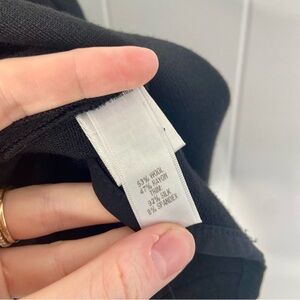 53% WOOL
47% RAYON
TRIM:
92% SILK
8% SPANDEX